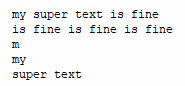 my super text is fine
is fine is fine is fine
m
my
super text